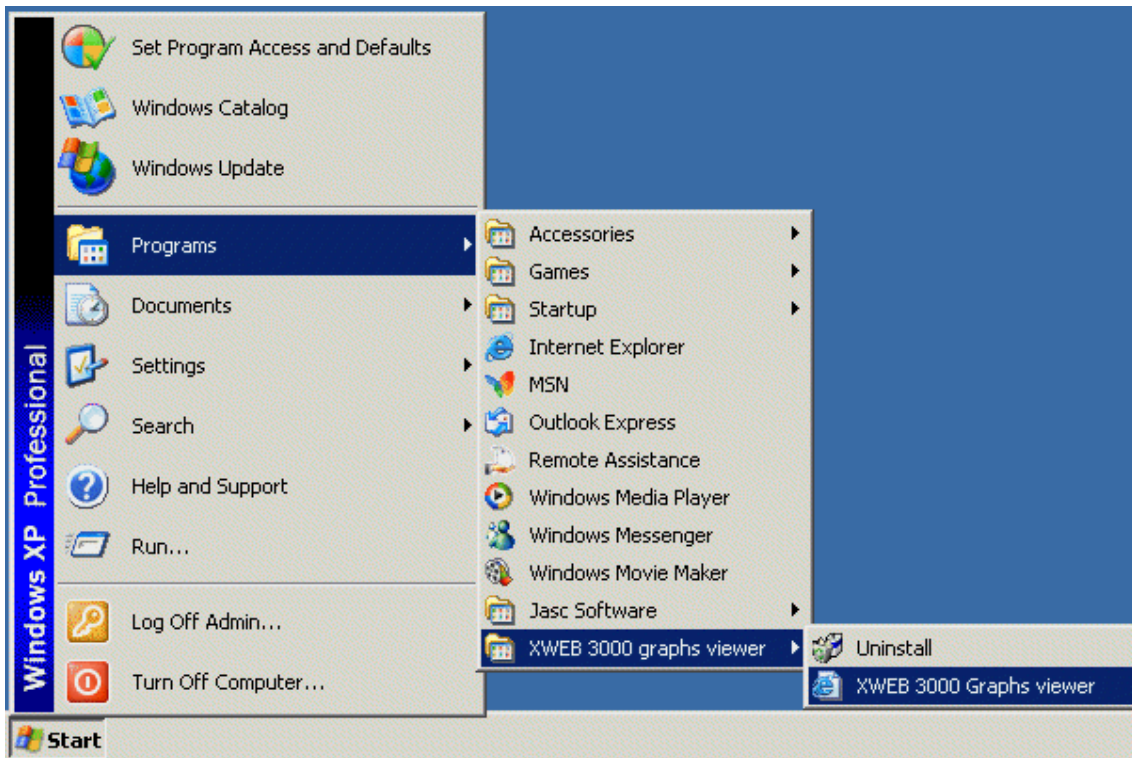 Set Program Access and Defaults
Windows Catalog
Windows Update
Programs
Documents
Settings
Search
Help and Support
Run...
Log Off Admin...
Turn Off Computer...
Windows XP Professional
Accessories
Games
Startup
Internet Explorer
MSN
Outlook Express
Remote Assistance
Windows Media Player
Windows Messenger
Windows Movie Maker
Jasc Software
XWEB 3000 graphs viewer
Uninstall
XWEB 3000 Graphs viewer
Start